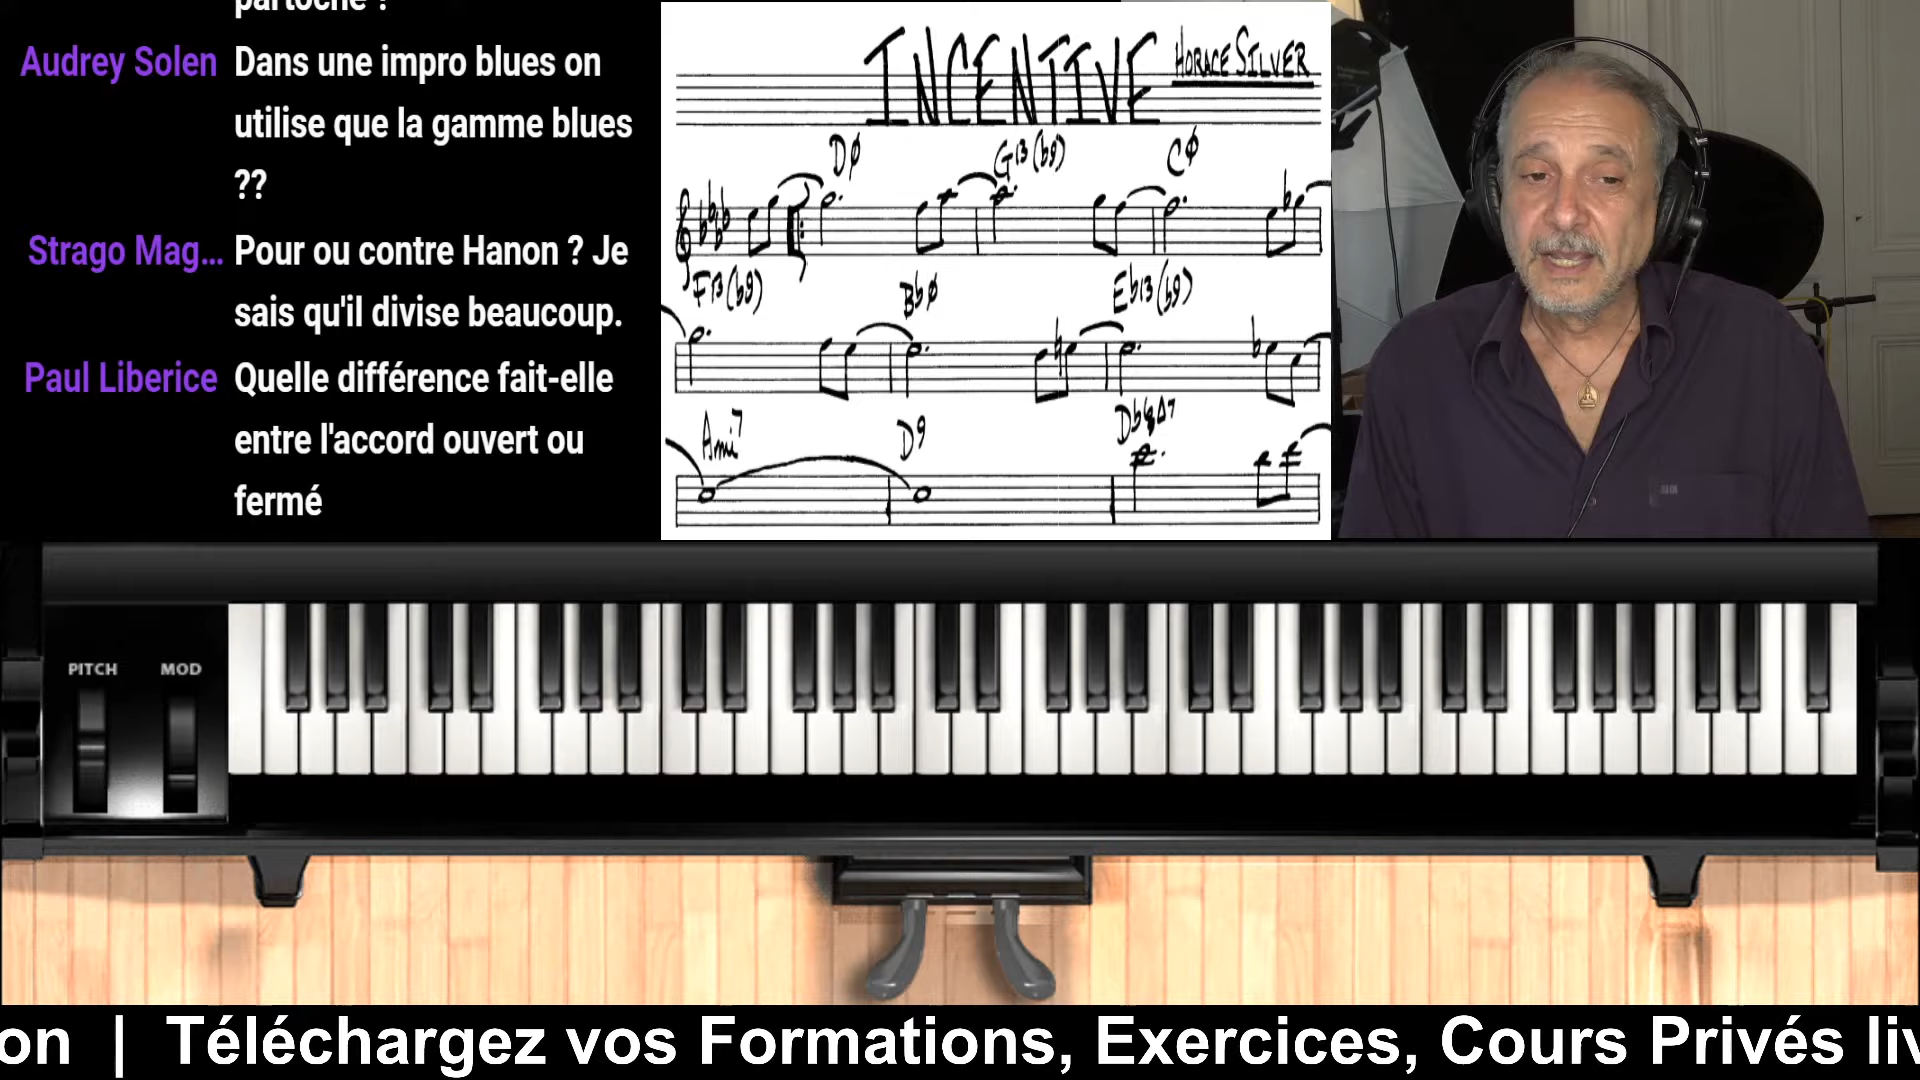 partoche ?
Audrey Solen Dans une impro blues on
utilise que la gamme blues
??
Strago Mag... Pour ou contre Hanon ? Je
sais qu'il divise beaucoup.
Paul Liberice Quelle différence fait-elle
entre l'accord ouvert ou
fermé
INCENTIVE HORACE SILVER
DØ G13(b9) CØ
F13(b9) BbØ Eb13(b9)
Ami7 D9
PITCH MOD
on | Téléchargez vos Formations, Exercices, Cours Privés liv